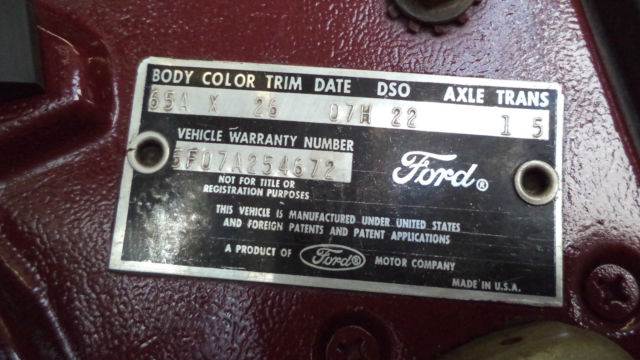 BODY COLOR TRIM DATE DSO AXLE TRANS
65A X 26 07H 22 1 5
VEHICLE WARRANTY NUMBER
5F07A254672
Ford®
NOT FOR TITLE OR
REGISTRATION PURPOSES
THIS VEHICLE IS MANUFACTURED UNDER UNITED STATES
AND FOREIGN PATENTS AND PATENT APPLICATIONS
A PRODUCT OF Ford® MOTOR COMPANY
MADE IN U.S.A.